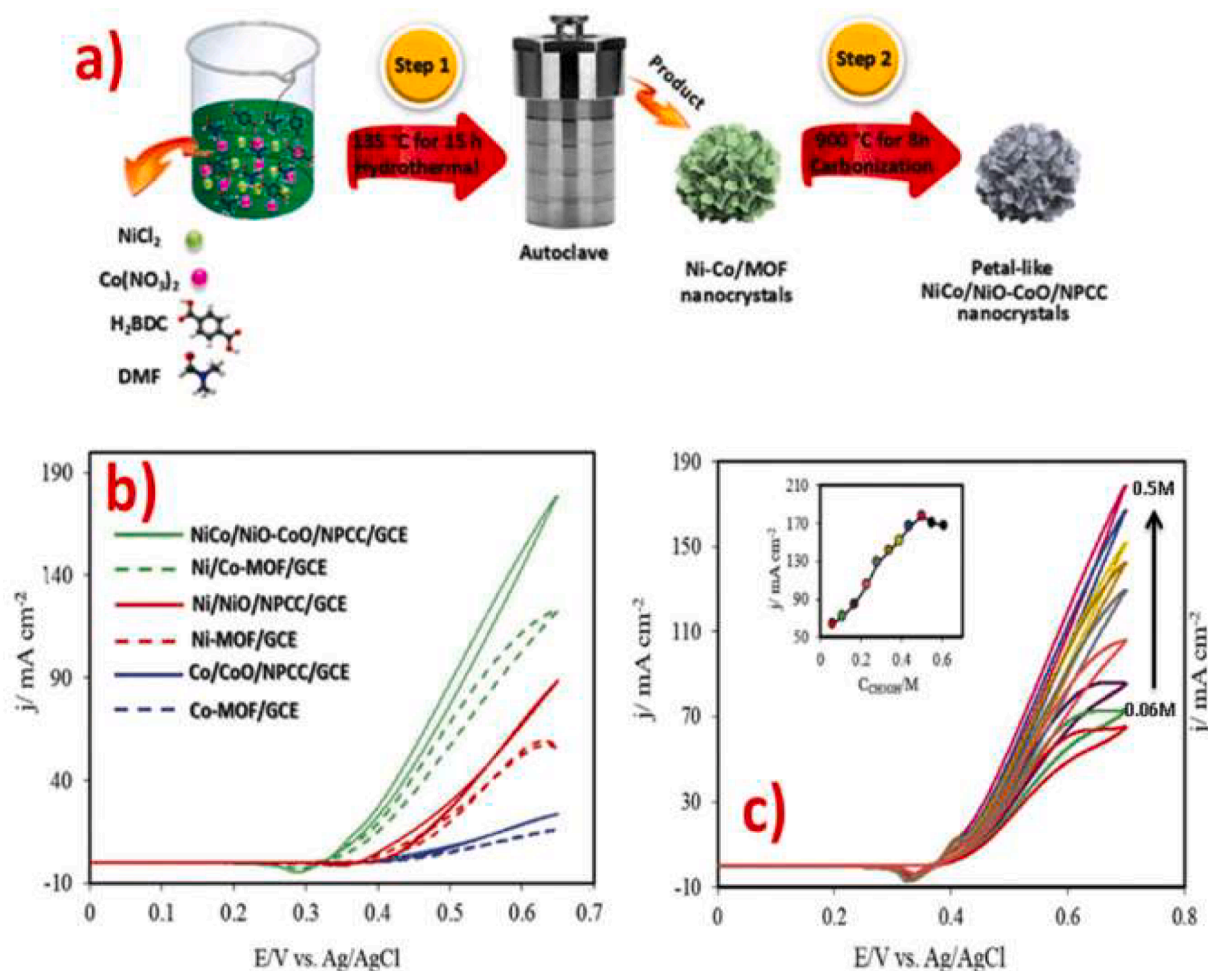 a)
Step 1
185 °C for 15 h
Hydrothermal
Product
Step 2
900 °C for 8h
Carbonization
Autoclave
Ni-Co/MOF
nanocrystals
Petal-like
NiCo/NiO-CoO/NPCC
nanocrystals
NiCl₂
Co(NO₃)₂
H₂BDC
DMF
b)
190
140
90
40
-10
j/ mA cm⁻²
NiCo/NiO-CoO/NPCC/GCE
Ni/Co-MOF/GCE
Ni/NiO/NPCC/GCE
Ni-MOF/GCE
Co/CoO/NPCC/GCE
Co-MOF/GCE
0 0.1 0.2 0.3 0.4 0.5 0.6 0.7
E/V vs. Ag/AgCl
c)
190
150
110
70
30
-10
j/ mA cm⁻²
210
170
130
90
50
j/ mA cm⁻²
0 0.2 0.4 0.6 0.8
C /M
0.5M
0.06M
j/ mA cm⁻²
0 0.2 0.4 0.6 0.8
E/V vs. Ag/AgCl